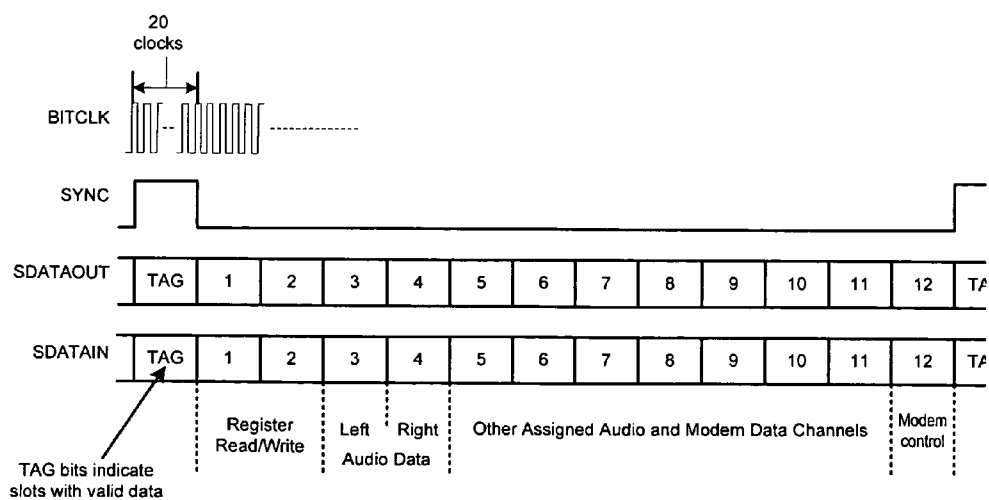 20
clocks
BITCLK
SYNC
SDATAOUT TAG 1 2 3 4 5 6 7 8 9 10 11 12 TA
SDATAIN TAG 1 2 3 4 5 6 7 8 9 10 11 12 TA
Register
Read/Write
Left Right
Audio Data
Other Assigned Audio and Modem Data Channels
Modem
control
TAG bits indicate
slots with valid data